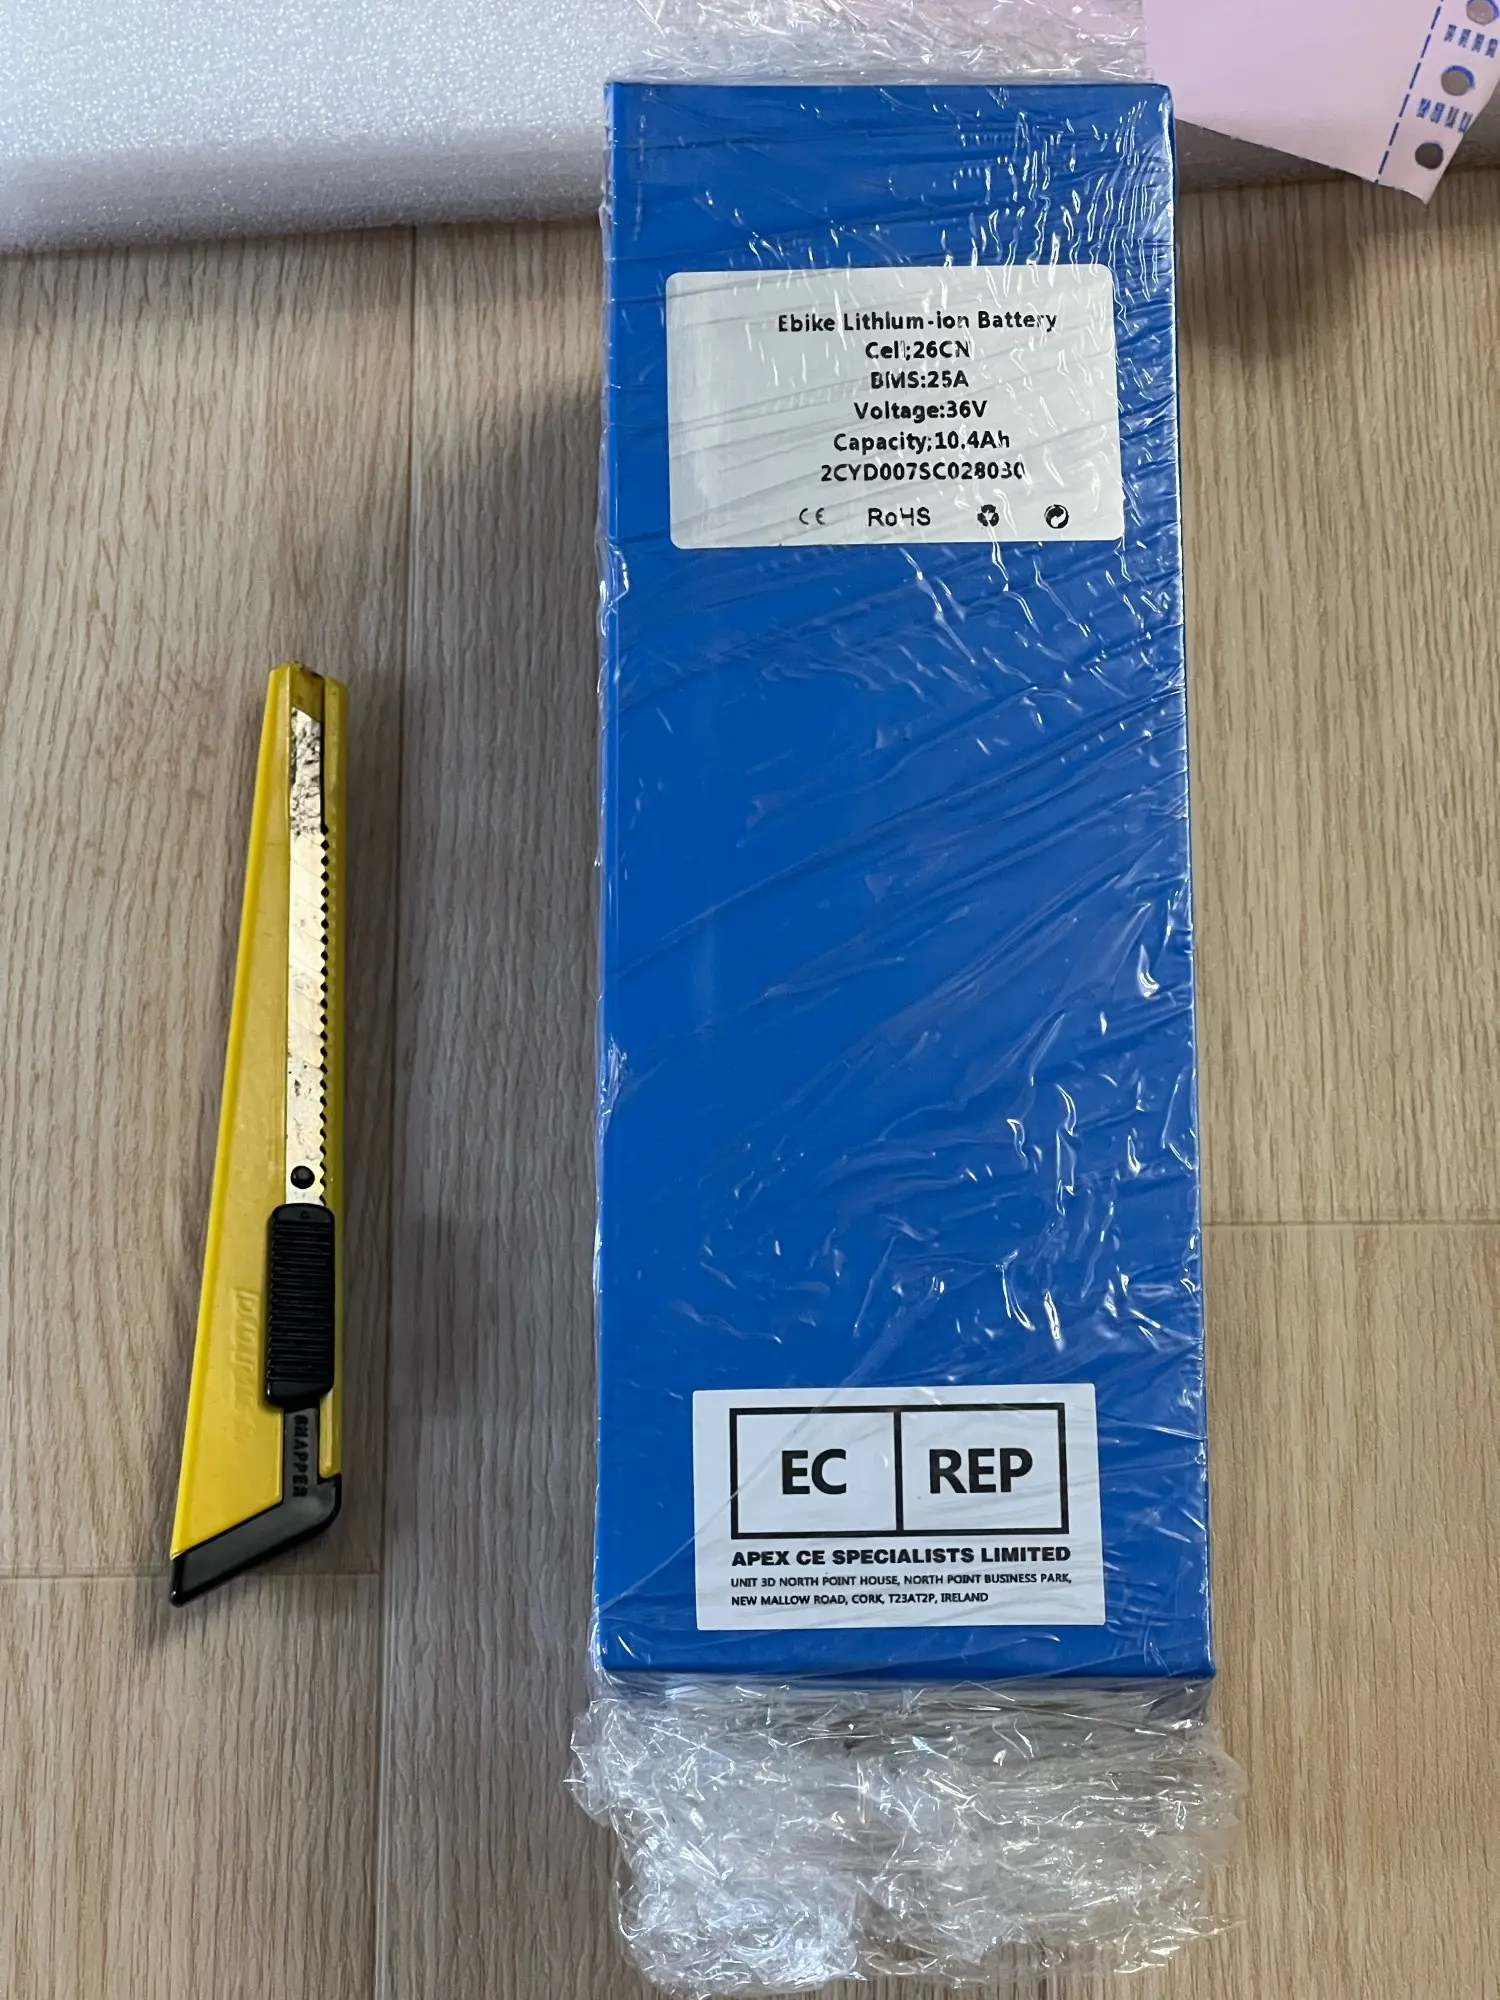 Ebike Lithium-ion Battery
Cell;26CN
BMS:25A
Voltage:36V
Capacity;10.4Ah
2CYD007SC028030
CE RoHS
EC REP
APEX CE SPECIALISTS LIMITED
UNIT 3D NORTH POINT HOUSE, NORTH POINT BUSINESS PARK,
NEW MALLOW ROAD, CORK, T23AT2P, IRELAND
SNAPPER